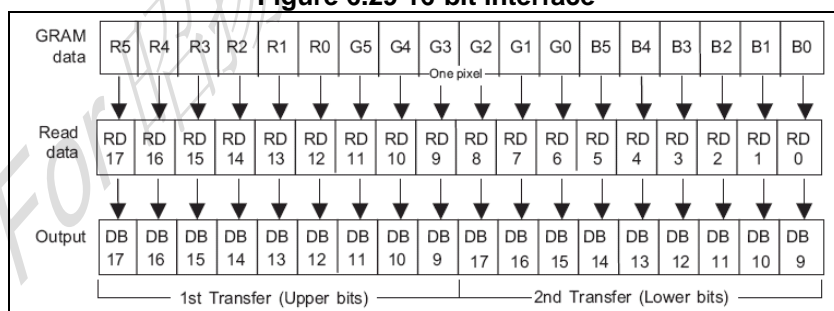 Figure 6.29 16-bit interface
GRAM data R5 R4 R3 R2 R1 R0 G5 G4 G3 G2 G1 G0 B5 B4 B3 B2 B1 B0
One pixel
Read data RD 17 RD 16 RD 15 RD 14 RD 13 RD 12 RD 11 RD 10 RD 9 RD 8 RD 7 RD 6 RD 5 RD 4 RD 3 RD 2 RD 1 RD 0
Output DB 17 DB 16 DB 15 DB 14 DB 13 DB 12 DB 11 DB 10 DB 9 DB 17 DB 16 DB 15 DB 14 DB 13 DB 12 DB 11 DB 10 DB 9
1st Transfer (Upper bits) 2nd Transfer (Lower bits)
For